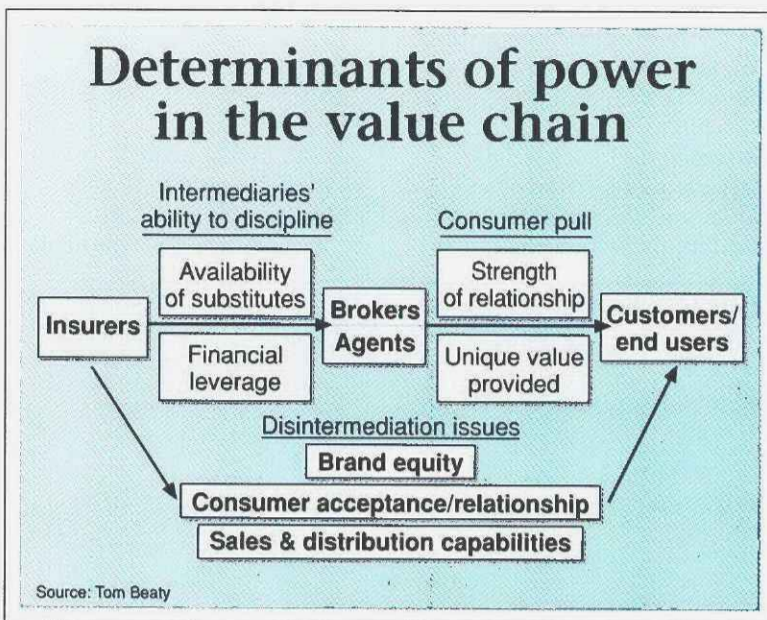 Determinants of power
in the value chain
Intermediaries'
ability to discipline
Consumer pull
Availability
of substitutes
Strength
of relationship
Insurers
Brokers
Agents
Customers/
end users
Financial
leverage
Unique value
provided
Disintermediation issues
Brand equity
Consumer acceptance/relationship
Sales & distribution capabilities
Source: Tom Beaty